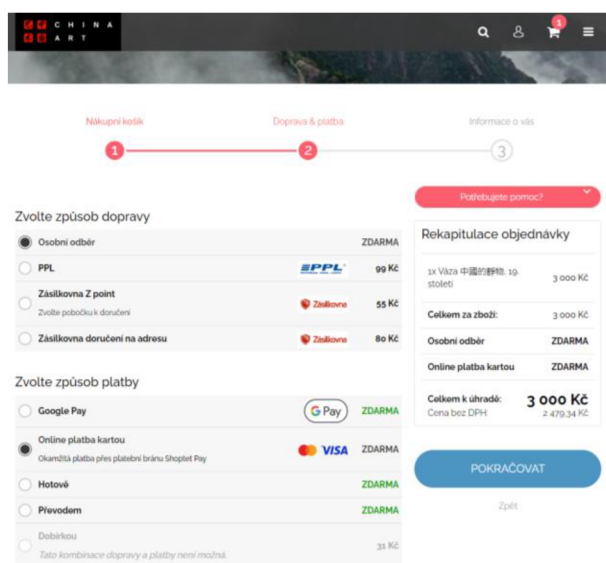 CHINA
ART
1
Nákupní košík
Doprava & platba
Informace o vás
1
2
3
Potřebujete pomoc?
Zvolte způsob dopravy
Osobní odběr ZDARMA
PPL PPL 99 Kč
Zásilkovna Z point
Zvolte pobočku k doručení
Zásilkovna 55 Kč
Zásilkovna doručení na adresu Zásilkovna 80 Kč
Zvolte způsob platby
Google Pay G Pay ZDARMA
Online platba kartou
Okamžitá platba přes platební bránu Shoptet Pay
VISA ZDARMA
Hotově ZDARMA
Převodem ZDARMA
Dobírkou
Tato kombinace dopravy a platby není možná.
31 Kč
Rekapitulace objednávky
1x Váza 中國的靜物, 19.
století
3 000 Kč
Celkem za zboží: 3 000 Kč
Osobní odběr ZDARMA
Online platba kartou ZDARMA
Celkem k úhradě: 3 000 Kč
Cena bez DPH 2 479,34 Kč
POKRAČOVAT
Zpět